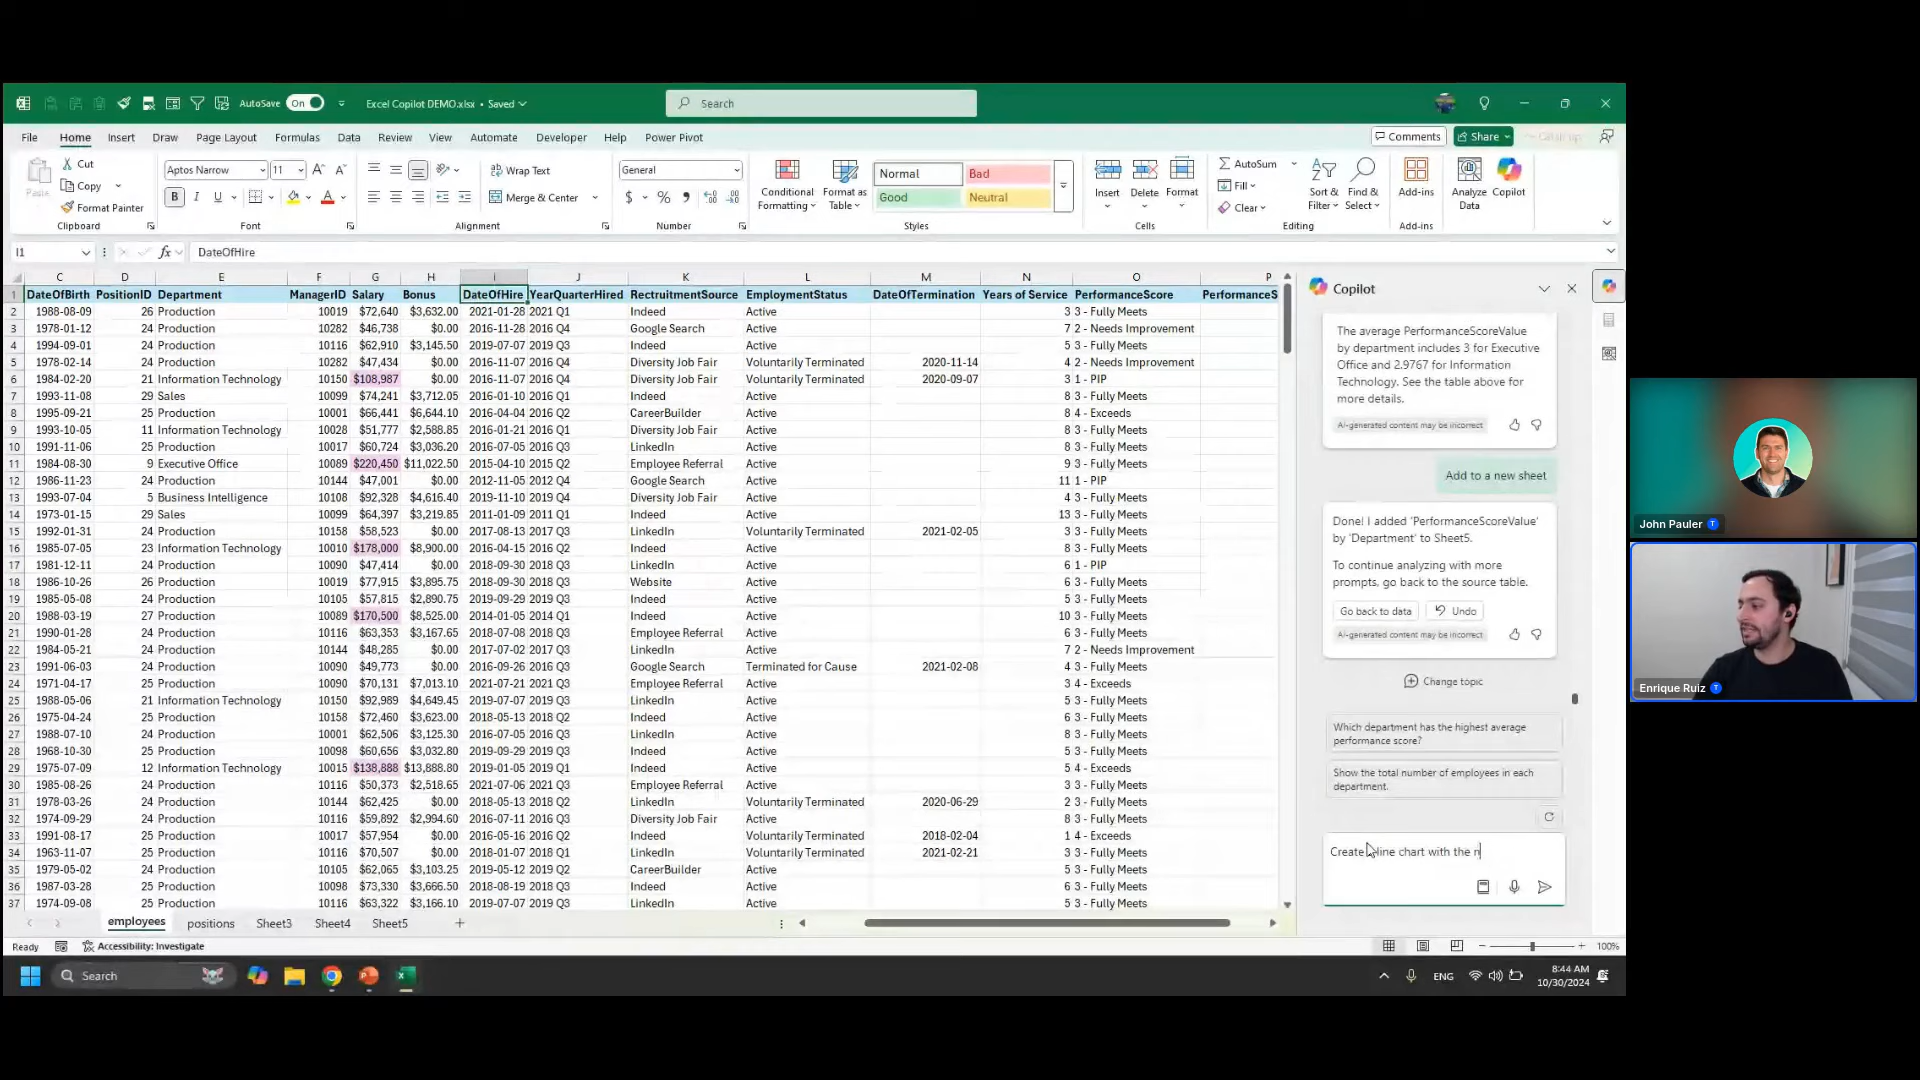 AutoSave On Excel Copilot DEMO.xlsx • Saved Search
File Home Insert Draw Page Layout Formulas Data Review View Automate Developer Help Power Pivot Comments Share
Paste Cut Copy Format Painter Clipboard
Aptos Narrow 11 B I U A Font
Wrap Text Merge & Center Alignment
General $ % Number
Conditional Formatting Format as Table Normal Bad Good Neutral Styles
Insert Delete Format Cells
AutoSum Fill Clear Sort & Filter Find & Select Editing
Add-ins Add-ins Analyze Data Copilot
I1 fx DateOfHire
C D E F G H I J K L M N O P
1 DateOfBirth PositionID Department ManagerID Salary Bonus DateOfHire YearQuarterHired RectruitmentSource EmploymentStatus DateOfTermination Years of Service PerformanceScore PerformanceS
2 1988-08-09 26 Production 10019 $72,640 $3,632.00 2021-01-28 2021 Q1 Indeed Active 3 3 - Fully Meets
3 1978-01-12 24 Production 10282 $46,738 $0.00 2016-11-28 2016 Q4 Google Search Active 7 2 - Needs Improvement
4 1994-09-01 24 Production 10116 $62,910 $3,145.50 2019-07-07 2019 Q3 Indeed Active 5 3 - Fully Meets
5 1978-02-14 24 Production 10282 $47,434 $0.00 2016-11-07 2016 Q4 Diversity Job Fair Voluntarily Terminated 2020-11-14 4 2 - Needs Improvement
6 1984-02-20 21 Information Technology 10150 $108,987 $0.00 2016-11-07 2016 Q4 Diversity Job Fair Voluntarily Terminated 2020-09-07 3 1 - PIP
7 1993-11-08 29 Sales 10099 $74,241 $3,712.05 2016-01-10 2016 Q1 Indeed Active 8 3 - Fully Meets
8 1995-09-21 25 Production 10001 $66,441 $6,644.10 2016-04-04 2016 Q2 CareerBuilder Active 8 4 - Exceeds
9 1993-10-05 11 Information Technology 10028 $51,777 $2,588.85 2016-01-21 2016 Q1 Diversity Job Fair Active 8 3 - Fully Meets
10 1991-11-06 25 Production 10017 $60,724 $3,036.20 2016-07-05 2016 Q3 LinkedIn Active 8 3 - Fully Meets
11 1984-08-30 9 Executive Office 10089 $220,450 $11,022.50 2015-04-10 2015 Q2 Employee Referral Active 9 3 - Fully Meets
12 1986-11-23 24 Production 10144 $47,001 $0.00 2012-11-05 2012 Q4 Google Search Active 11 1 - PIP
13 1993-07-04 5 Business Intelligence 10108 $92,328 $4,616.40 2019-11-10 2019 Q4 Diversity Job Fair Active 4 3 - Fully Meets
14 1973-01-15 29 Sales 10099 $64,397 $3,219.85 2011-01-09 2011 Q1 Indeed Active 13 3 - Fully Meets
15 1992-01-31 24 Production 10158 $58,523 $0.00 2017-08-13 2017 Q3 LinkedIn Voluntarily Terminated 2021-02-05 3 3 - Fully Meets
16 1985-07-05 23 Information Technology 10010 $178,000 $8,900.00 2016-04-15 2016 Q2 Indeed Active 8 3 - Fully Meets
17 1981-12-11 24 Production 10090 $47,414 $0.00 2018-09-30 2018 Q3 LinkedIn Active 6 1 - PIP
18 1986-10-26 26 Production 10019 $77,915 $3,895.75 2018-09-30 2018 Q3 Website Active 6 3 - Fully Meets
19 1985-05-08 24 Production 10105 $57,815 $2,890.75 2019-09-29 2019 Q3 Indeed Active 5 3 - Fully Meets
20 1988-03-19 27 Production 10089 $170,500 $8,525.00 2014-01-05 2014 Q1 Indeed Active 10 3 - Fully Meets
21 1990-01-28 24 Production 10116 $63,353 $3,167.65 2018-07-08 2018 Q3 Employee Referral Active 6 3 - Fully Meets
22 1984-05-21 24 Production 10144 $48,285 $0.00 2017-07-02 2017 Q3 LinkedIn Active 7 2 - Needs Improvement
23 1991-06-03 24 Production 10090 $49,773 $0.00 2016-09-26 2016 Q3 Google Search Terminated for Cause 2021-02-08 4 3 - Fully Meets
24 1971-04-17 25 Production 10090 $70,131 $7,013.10 2021-07-21 2021 Q3 Employee Referral Active 3 4 - Exceeds
25 1988-05-06 21 Information Technology 10150 $92,989 $4,649.45 2019-07-07 2019 Q3 LinkedIn Active 5 3 - Fully Meets
26 1975-04-24 25 Production 10158 $72,460 $3,623.00 2018-05-13 2018 Q2 Indeed Active 6 3 - Fully Meets
27 1988-07-10 24 Production 10001 $62,506 $3,125.30 2016-07-05 2016 Q3 LinkedIn Active 8 3 - Fully Meets
28 1968-10-30 25 Production 10098 $60,656 $3,032.80 2019-09-29 2019 Q3 Indeed Active 5 3 - Fully Meets
29 1975-07-09 12 Information Technology 10015 $138,888 $13,888.80 2019-01-05 2019 Q1 Indeed Active 5 4 - Exceeds
30 1985-08-26 24 Production 10116 $50,373 $2,518.65 2021-07-06 2021 Q3 Employee Referral Active 3 3 - Fully Meets
31 1978-03-26 24 Production 10144 $62,425 $0.00 2018-05-13 2018 Q2 LinkedIn Voluntarily Terminated 2020-06-29 2 3 - Fully Meets
32 1974-09-29 24 Production 10116 $59,892 $2,994.60 2016-07-11 2016 Q3 Diversity Job Fair Active 8 3 - Fully Meets
33 1991-08-17 25 Production 10017 $57,954 $0.00 2016-05-16 2016 Q2 Indeed Voluntarily Terminated 2018-02-04 1 4 - Exceeds
34 1963-11-07 25 Production 10116 $70,507 $0.00 2018-01-07 2018 Q1 LinkedIn Voluntarily Terminated 2021-02-21 3 3 - Fully Meets
35 1979-05-02 24 Production 10105 $62,065 $3,103.25 2019-05-12 2019 Q2 CareerBuilder Active 5 3 - Fully Meets
36 1987-03-28 25 Production 10098 $73,330 $3,666.50 2018-08-19 2018 Q3 Indeed Active 6 3 - Fully Meets
37 1974-09-08 24 Production 10116 $63,322 $3,166.10 2019-07-07 2019 Q3 LinkedIn Active 5 3 - Fully Meets
employees positions Sheet3 Sheet4 Sheet5
Ready Accessibility: Investigate 100%
Copilot
The average PerformanceScoreValue
by department includes 3 for Executive
Office and 2.9767 for Information
Technology. See the table above for
more details.
AI-generated content may be incorrect
Add to a new sheet
Done! I added 'PerformanceScoreValue'
by 'Department' to Sheet5.
To continue analyzing with more
prompts, go back to the source table.
Go back to data Undo
AI-generated content may be incorrect
Change topic
Which department has the highest average
performance score?
Show the total number of employees in each
department.
Create line chart with the n
Search
ENG
8:44 AM
10/30/2024
John Pauler T
Enrique Ruiz T